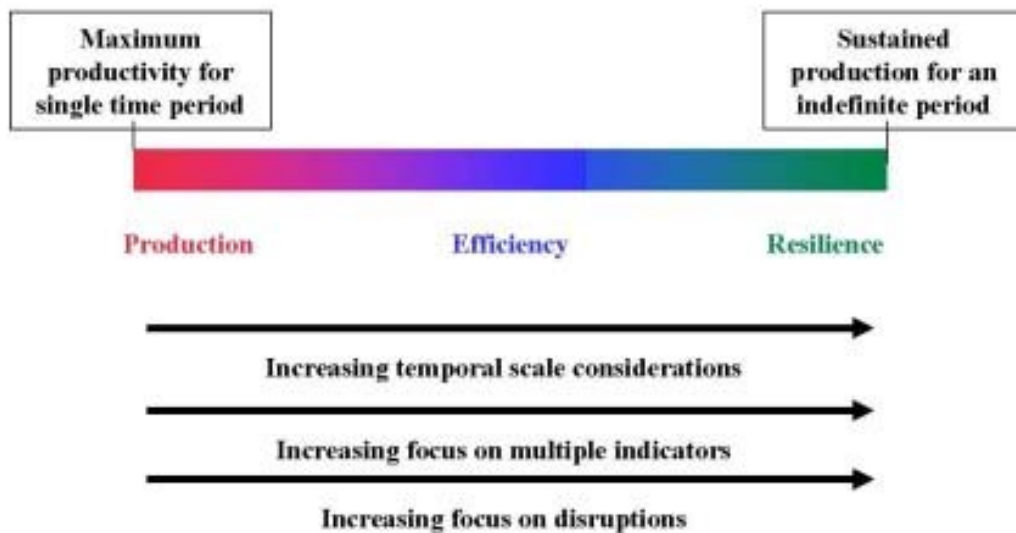 Maximum
productivity for
single time period
Sustained
production for an
indefinite period
Production
Efficiency
Resilience
Increasing temporal scale considerations
Increasing focus on multiple indicators
Increasing focus on disruptions